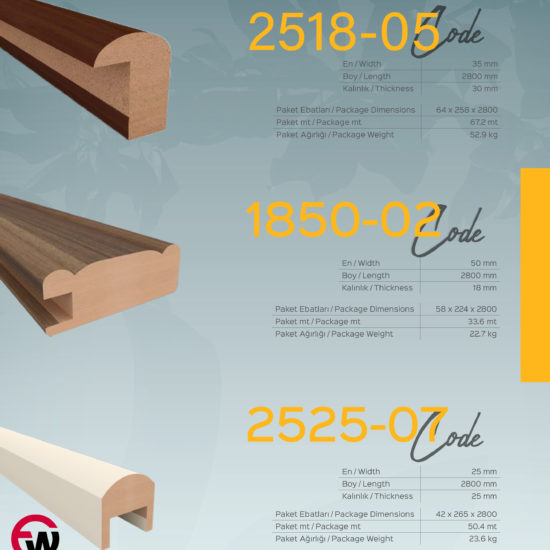 2518-05 Code
En / Width 35 mm
Boy / Length 2800 mm
Kalınlık / Thickness 30 mm
Paket Ebatları / Package Dimensions 64 x 258 x 2800
Paket mt / Package mt 67.2 mt
Paket Ağırlığı / Package Weight 52.9 kg
1850-02 Code
En / Width 50 mm
Boy / Length 2800 mm
Kalınlık / Thickness 18 mm
Paket Ebatları / Package Dimensions 58 x 224 x 2800
Paket mt / Package mt 33.6 mt
Paket Ağırlığı / Package Weight 22.7 kg
2525-07 Code
En / Width 25 mm
Boy / Length 2800 mm
Kalınlık / Thickness 25 mm
Paket Ebatları / Package Dimensions 42 x 265 x 2800
Paket mt / Package mt 50.4 mt
Paket Ağırlığı / Package Weight 23.6 kg